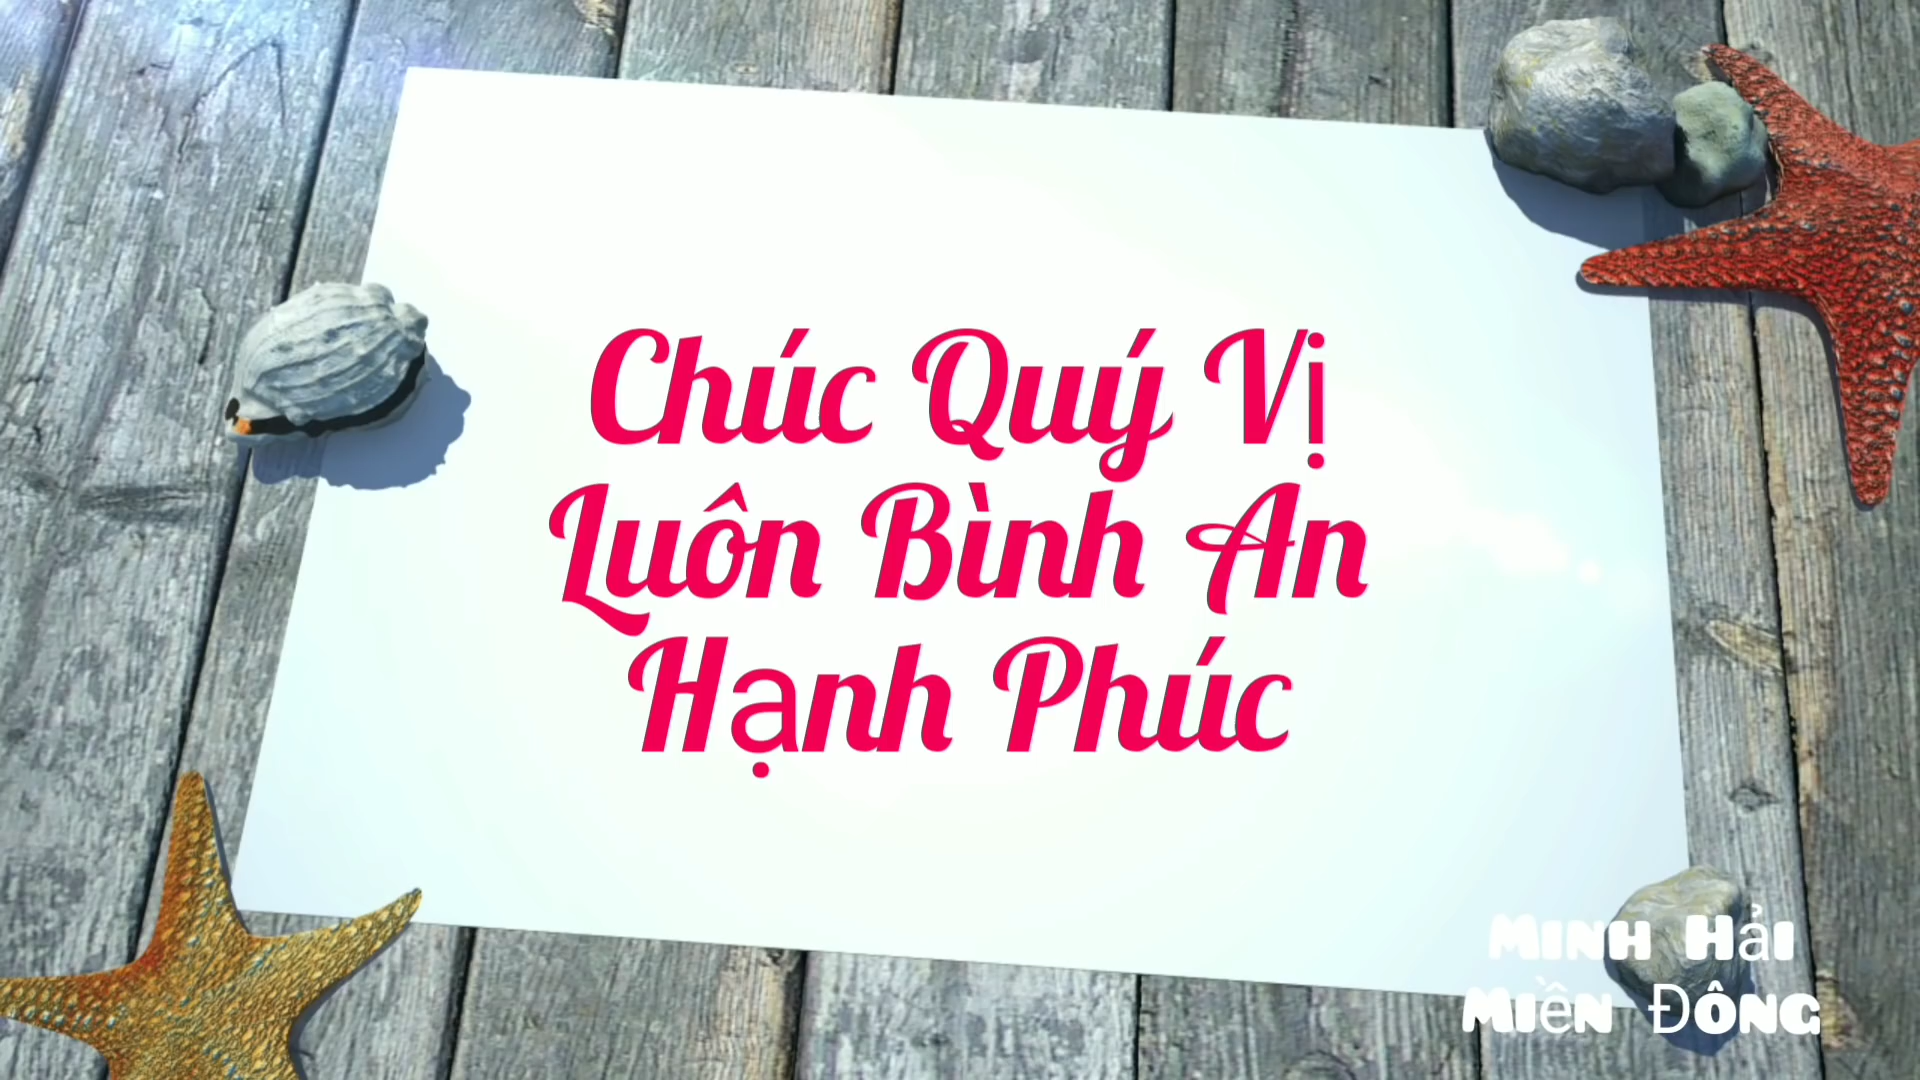 Chúc Quý Vị
Luôn Bình An
Hạnh Phúc
Minh Hải
Miền Đông